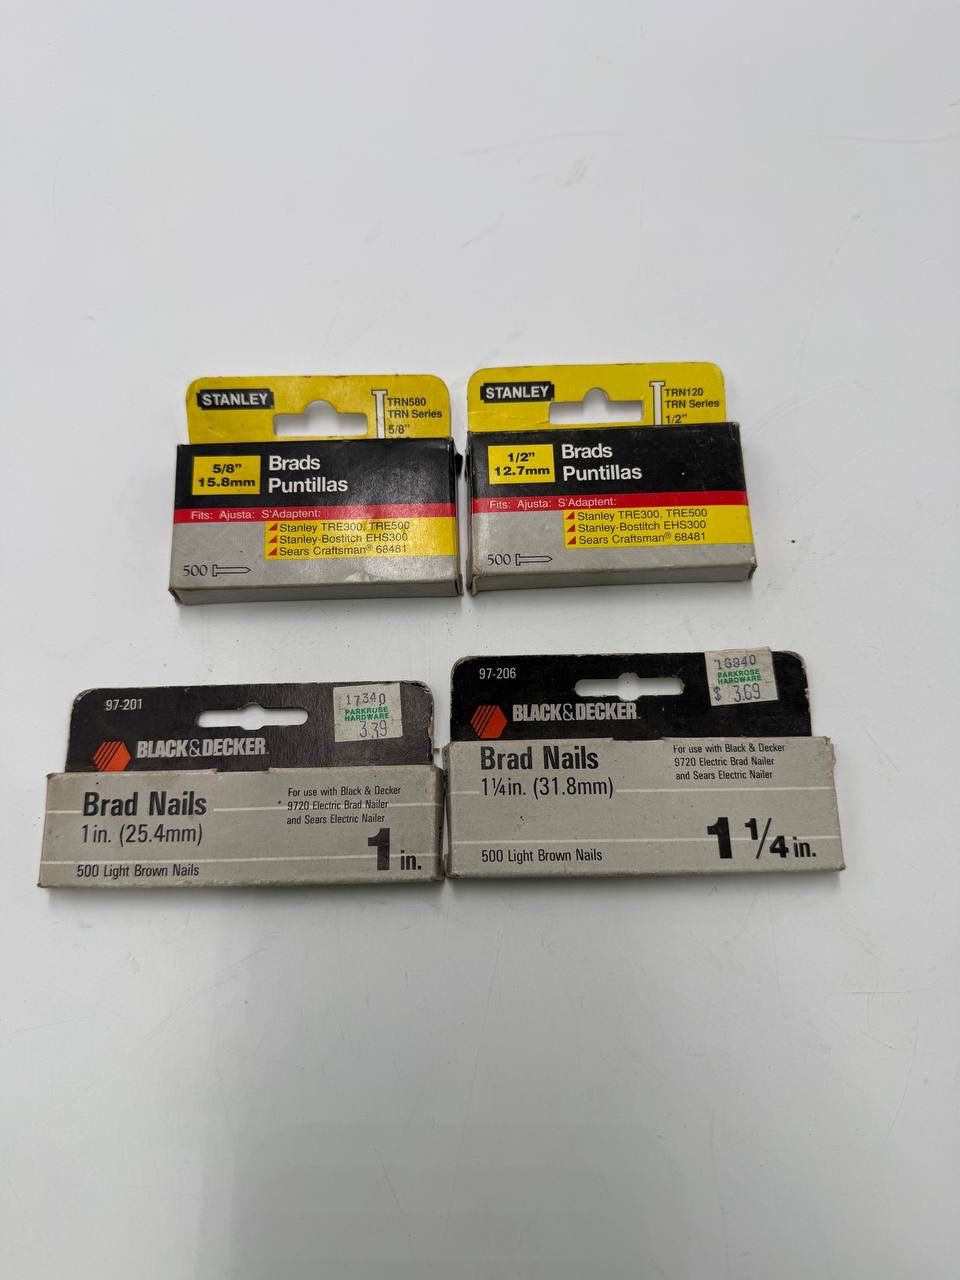 STANLEY
TRN580
TRN Series
5/8"
5/8"
15.8mm
Brads
Puntillas
Fits: Ajusta: S'Adaptent:
Stanley TRE300, TRE500
Stanley-Bostitch EHS300
Sears Craftsman® 68481
500
STANLEY
TRN120
TRN Series
1/2"
1/2"
12.7mm
Brads
Puntillas
Fits: Ajusta: S'Adaptent:
Stanley TRE300, TRE500
Stanley-Bostitch EHS300
Sears Craftsman® 68481
500
97-201
17340
PARKROSE
HARDWARE
3.39
BLACK&DECKER
Brad Nails
1 in. (25.4mm)
For use with Black & Decker
9720 Electric Brad Nailer
and Sears Electric Nailer
1 in.
500 Light Brown Nails
97-206
16840
PARKROSE
HARDWARE
$ 3.69
BLACK&DECKER
Brad Nails
1¼ in. (31.8mm)
For use with Black & Decker
9720 Electric Brad Nailer
and Sears Electric Nailer
1 1/4 in.
500 Light Brown Nails